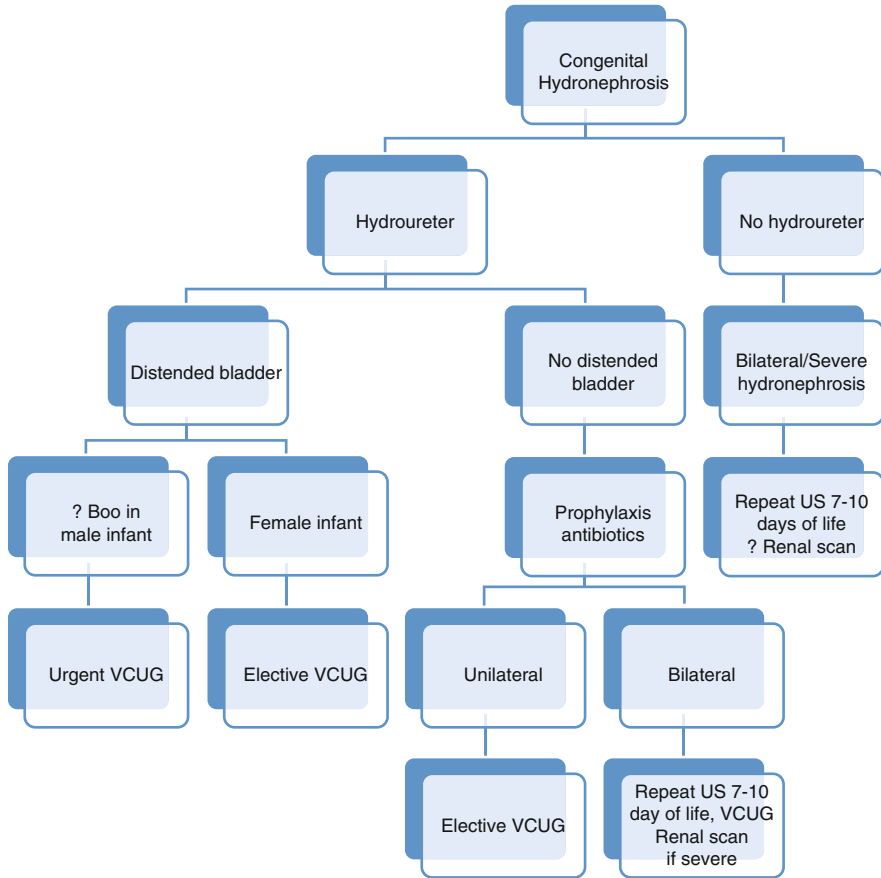 Congenital
Hydronephrosis
Hydroureter
No hydroureter
Distended bladder
No distended
bladder
Bilateral/Severe
hydronephrosis
? Boo in
male infant
Female infant
Prophylaxis
antibiotics
Repeat US 7-10
days of life
? Renal scan
Urgent VCUG
Elective VCUG
Unilateral
Bilateral
Elective VCUG
Repeat US 7-10
day of life, VCUG
Renal scan
if severe